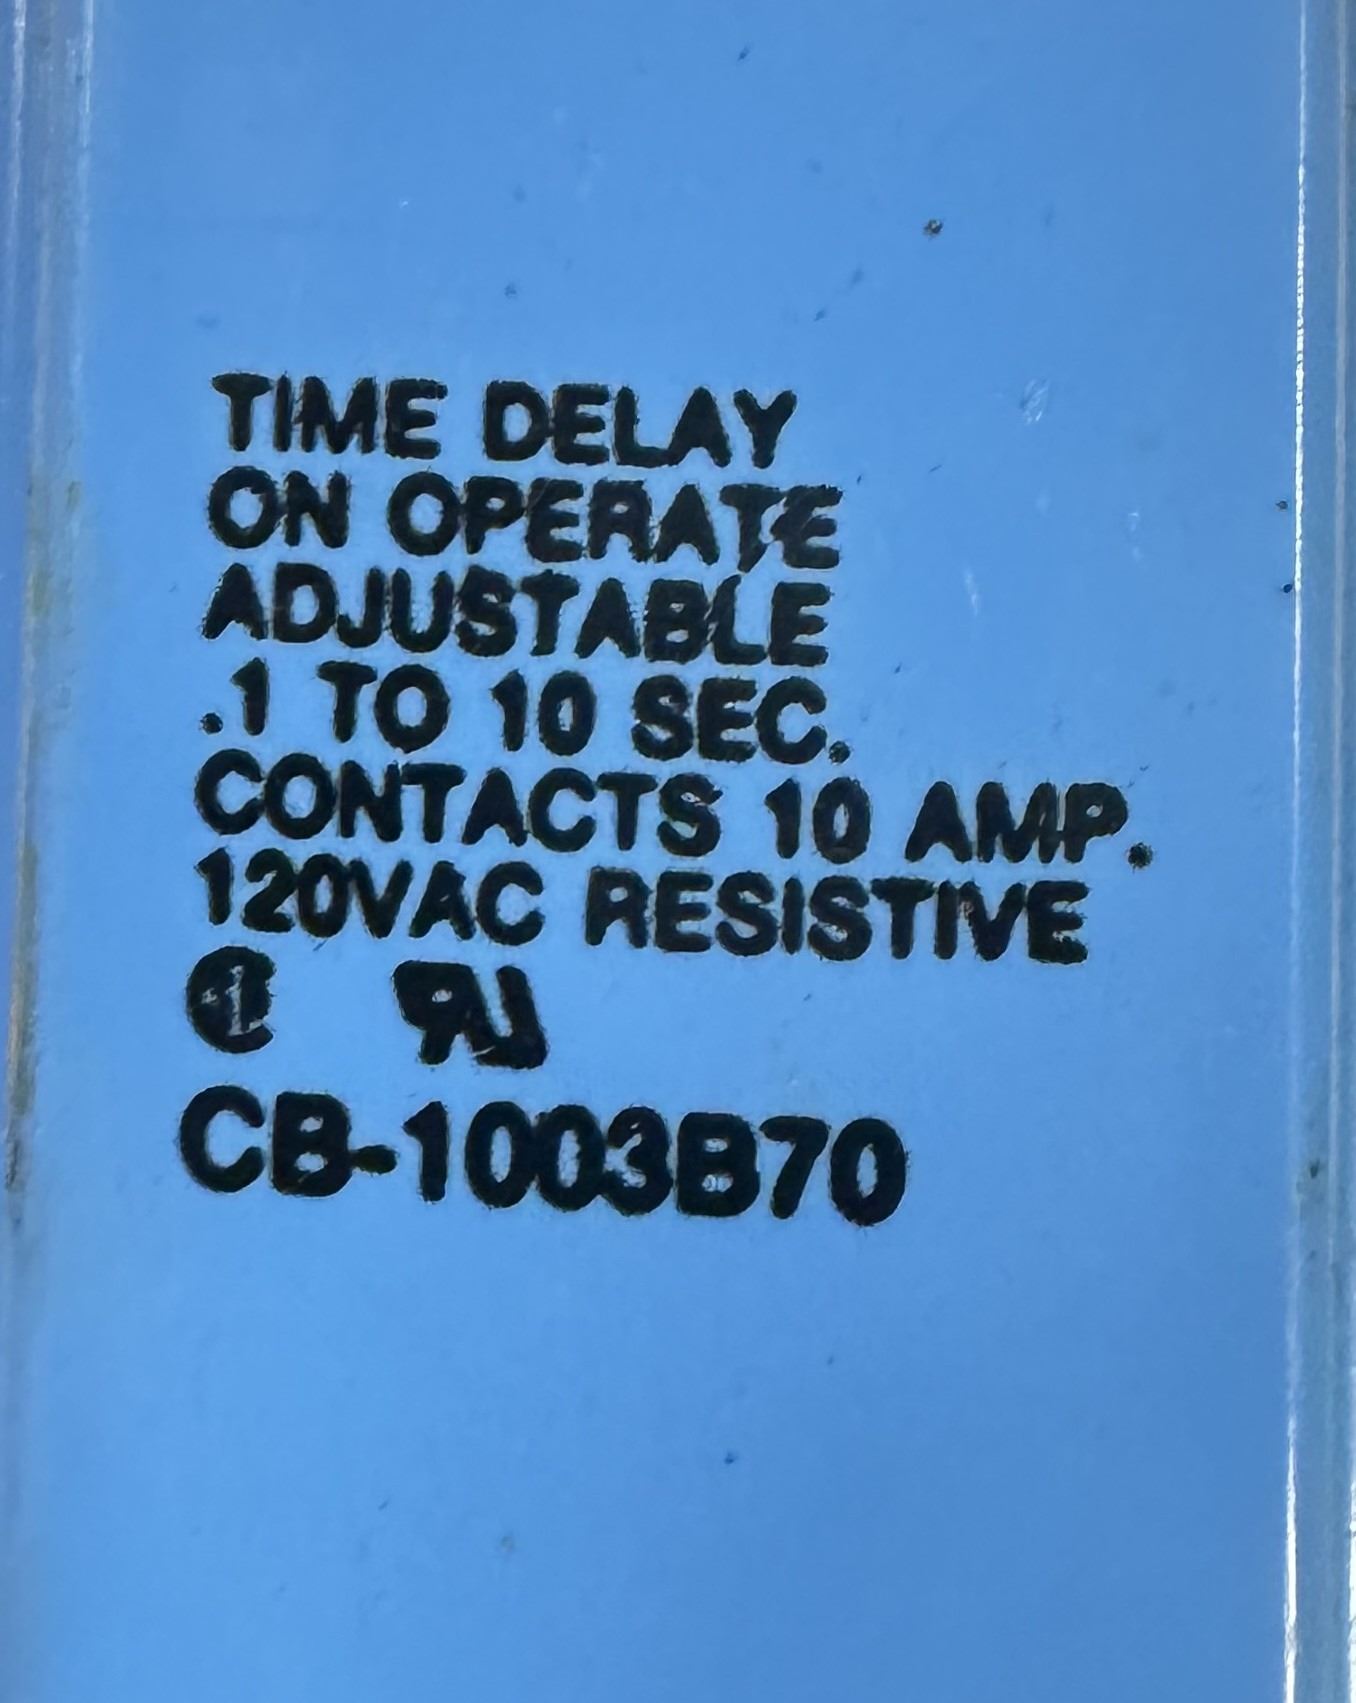 TIME DELAY
ON OPERATE
ADJUSTABLE
.1 TO 10 SEC.
CONTACTS 10 AMP.
120VAC RESISTIVE
CB-1003B70